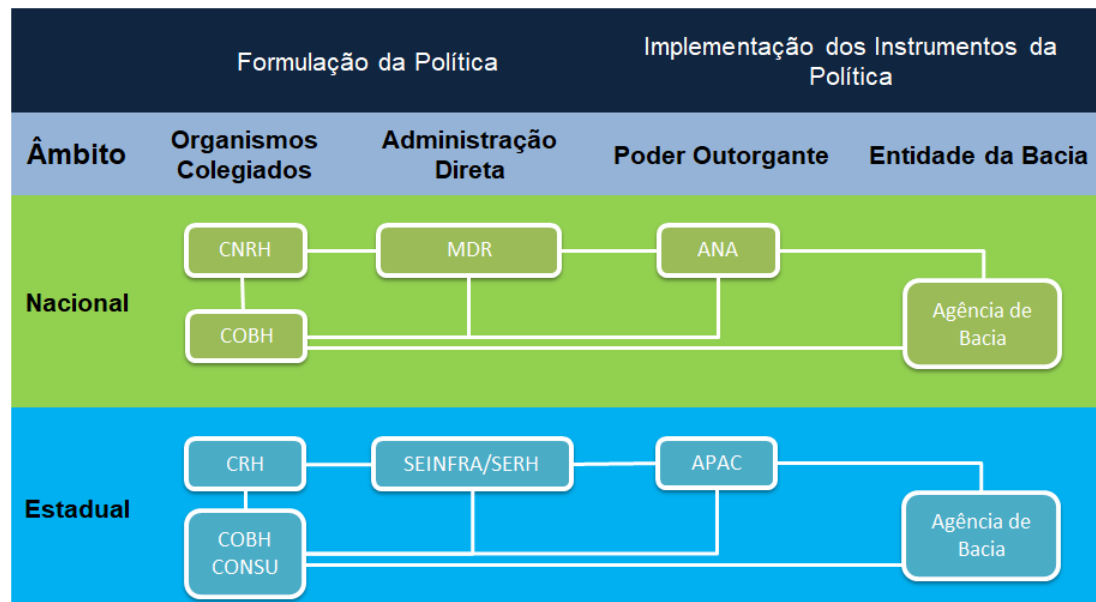 Formulação da Política
Implementação dos Instrumentos da
Política
Âmbito
Organismos
Colegiados
Administração
Direta
Poder Outorgante
Entidade da Bacia
Nacional
CNRH
MDR
ANA
COBH
Agência de
Bacia
Estadual
CRH
SEINFRA/SERH
APAC
COBH
CONSU
Agência de
Bacia